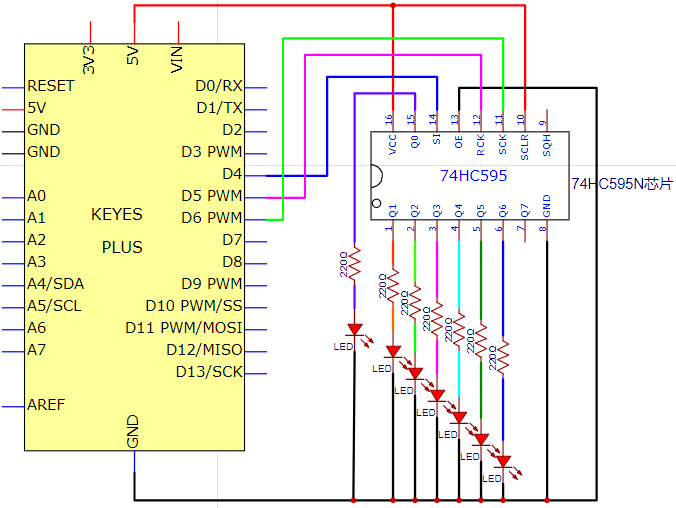 3V3
5V
VIN
RESET
5V
GND
GND
A0
A1
A2
A3
A4/SDA
A5/SCL
A6
A7
AREF
GND
KEYES
PLUS
D0/RX
D1/TX
D2
D3 PWM
D4
D5 PWM
D6 PWM
D7
D8
D9 PWM
D10 PWM/SS
D11 PWM/MOSI
D12/MISO
D13/SCK
16 15 14 13 12 11 10 9
VCC Q0 SI OE RCK SCK SCLR SQH
74HC595
74HC595N芯片
Q1 Q2 Q3 Q4 Q5 Q6 Q7 GND
1 2 3 4 5 6 7 8
220Ω
220Ω
220Ω
220Ω
220Ω
220Ω
220Ω
LED
LED
LED
LED
LED
LED
LED